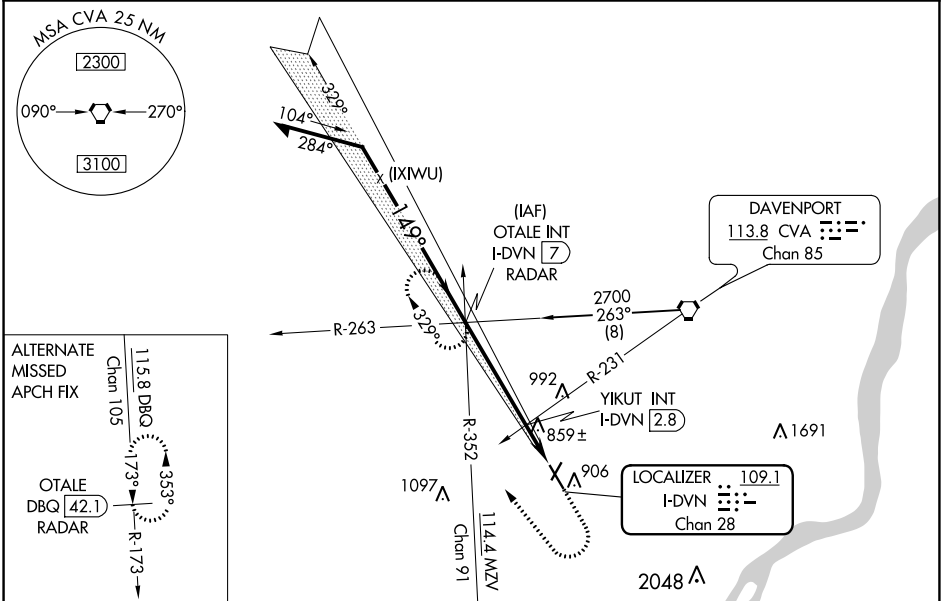 MSA CVA 25 NM
2300
090°
270°
3100
329°
104°
284°
(IXIWU)
149°
(IAF)
OTALE INT
I-DVN 7
RADAR
DAVENPORT
113.8 CVA
Chan 85
2700
263°
(8)
R-263
329°
R-231
ALTERNATE
MISSED
APCH FIX
115.8 DBQ
Chan 105
173°
353°
OTALE
DBQ 42.1
RADAR
R-173
992
YIKUT INT
I-DVN 2.8
859±
1691
R-352
906
1097
114.4 MZV
Chan 91
LOCALIZER 109.1
I-DVN
Chan 28
2048